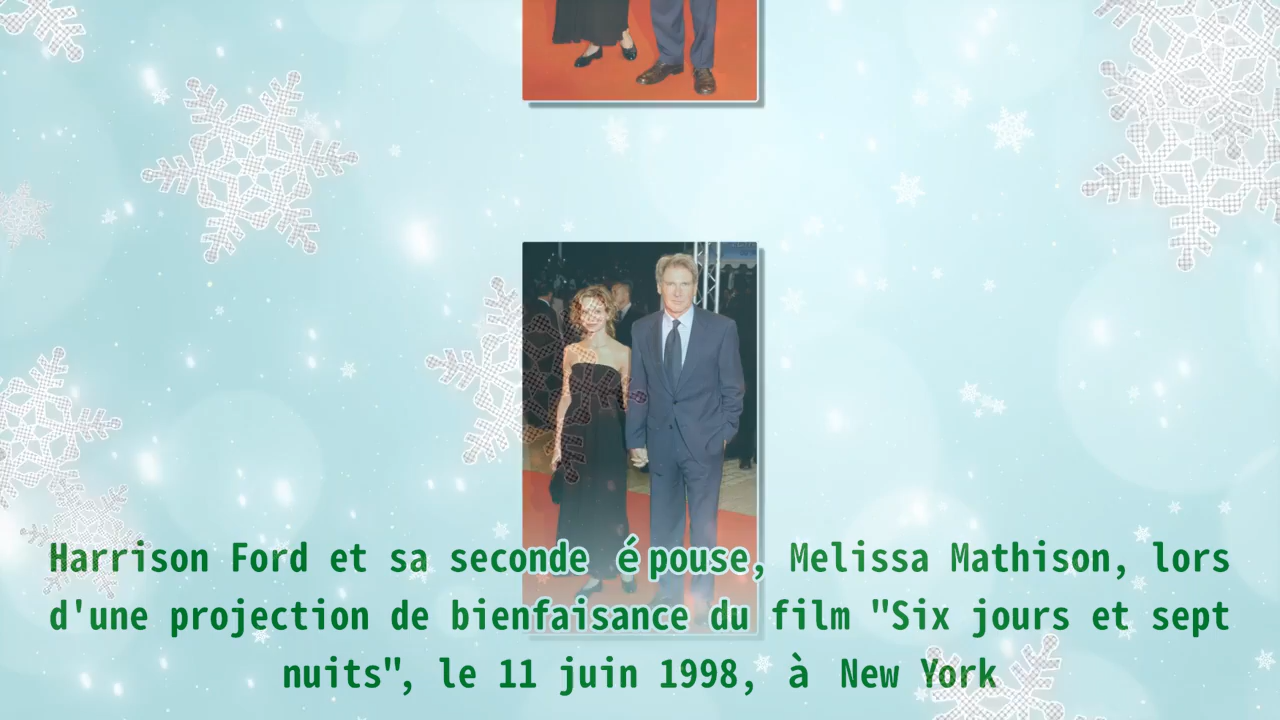 Harrison Ford et sa seconde épouse, Melissa Mathison, lors
d'une projection de bienfaisance du film "Six jours et sept
nuits", le 11 juin 1998, à New York